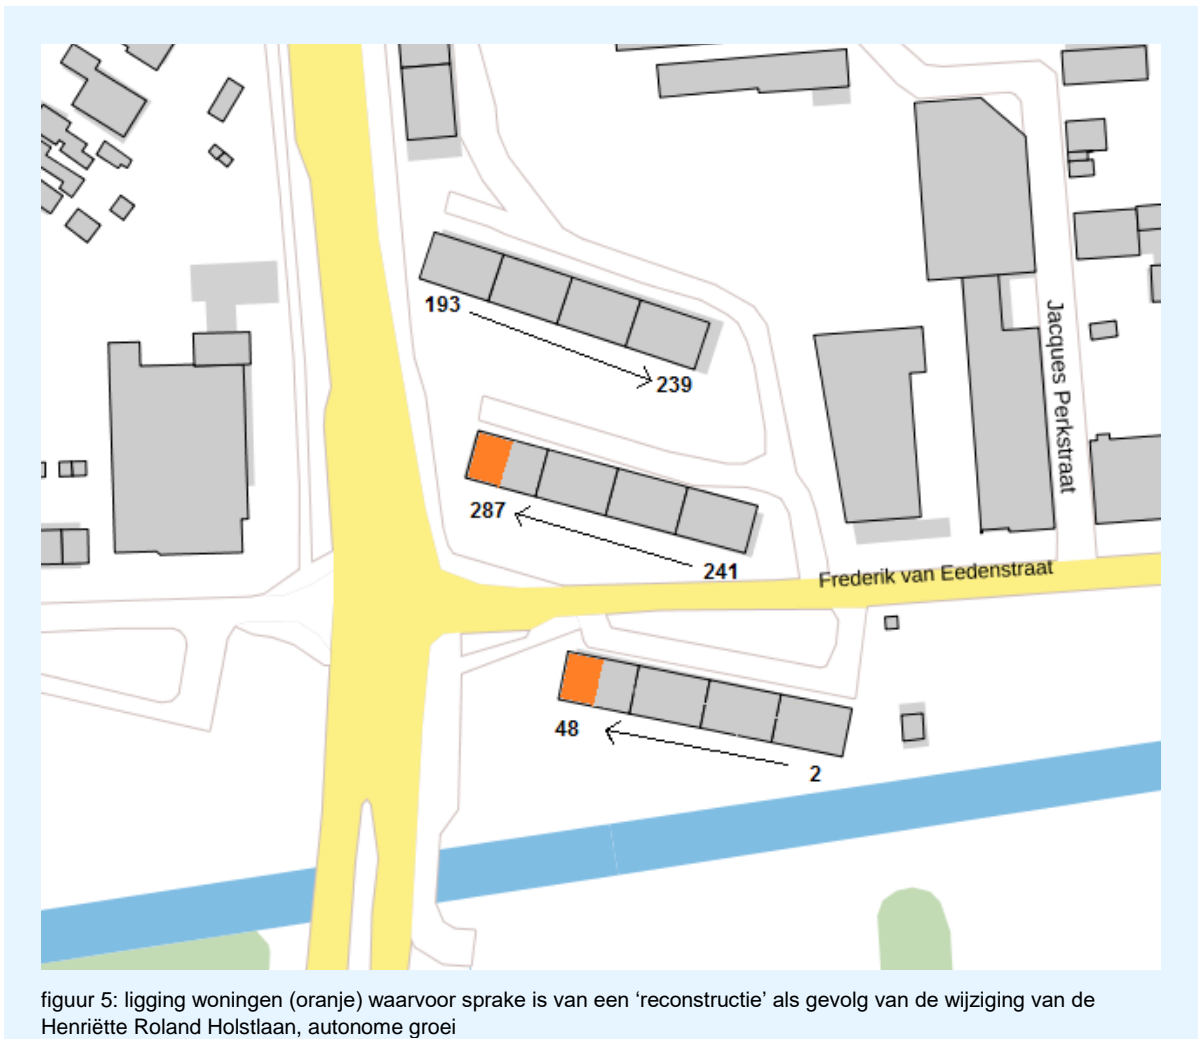 193
239
Jacques Perkstraat
287
241
Frederik van Eedenstraat
48
2
figuur 5: ligging woningen (oranje) waarvoor sprake is van een ‘reconstructie’ als gevolg van de wijziging van de
Henriëtte Roland Holstlaan, autonome groei